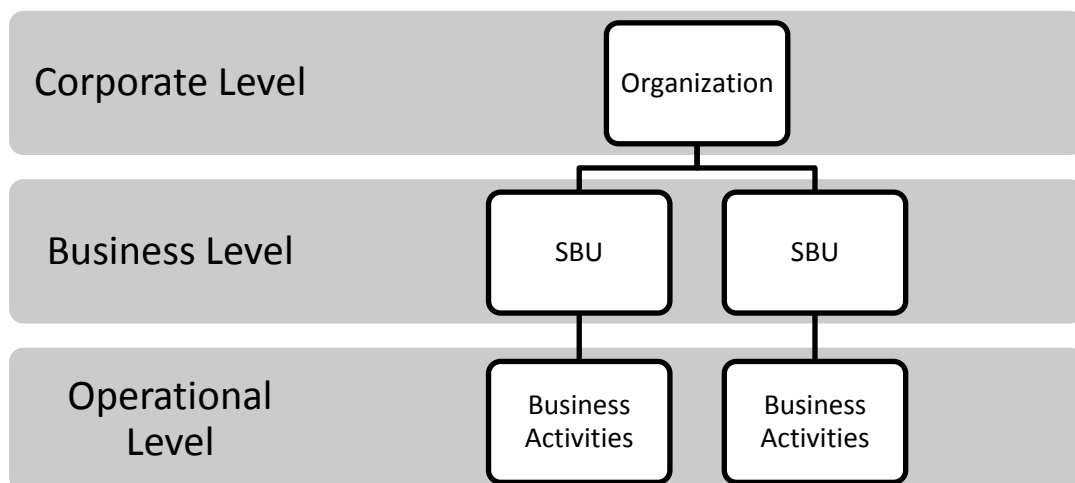 Corporate Level
Organization
Business Level
SBU
SBU
Operational
Level
Business
Activities
Business
Activities